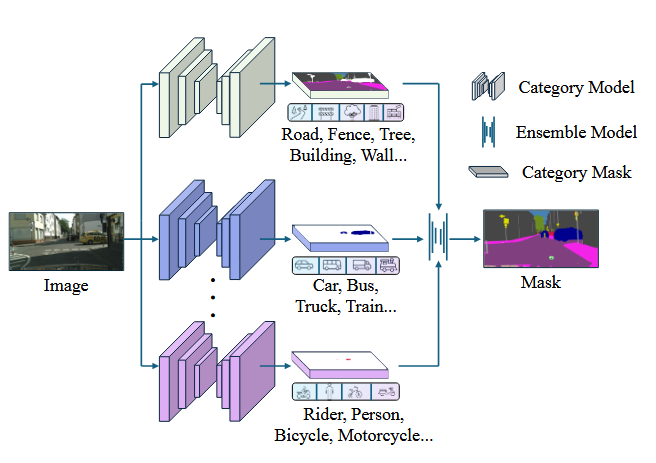 Category Model
Road, Fence, Tree,
Building, Wall...
Ensemble Model
Category Mask
Image
Car, Bus,
Truck, Train...
Mask
Rider, Person,
Bicycle, Motorcycle...